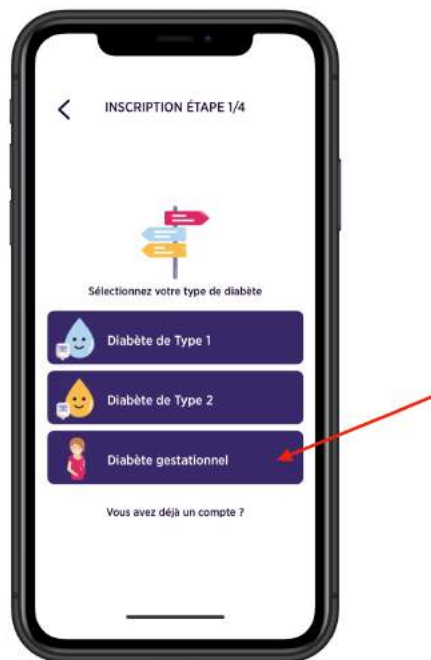 INSCRIPTION ÉTAPE 1/4
Sélectionnez votre type de diabète
Diabète de Type 1
Diabète de Type 2
Diabète gestationnel
Vous avez déjà un compte ?